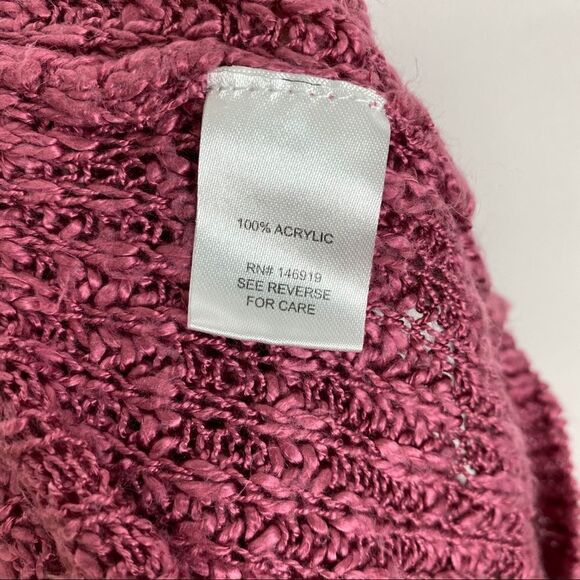 100% ACRYLIC
RN# 146919
SEE REVERSE
FOR CARE